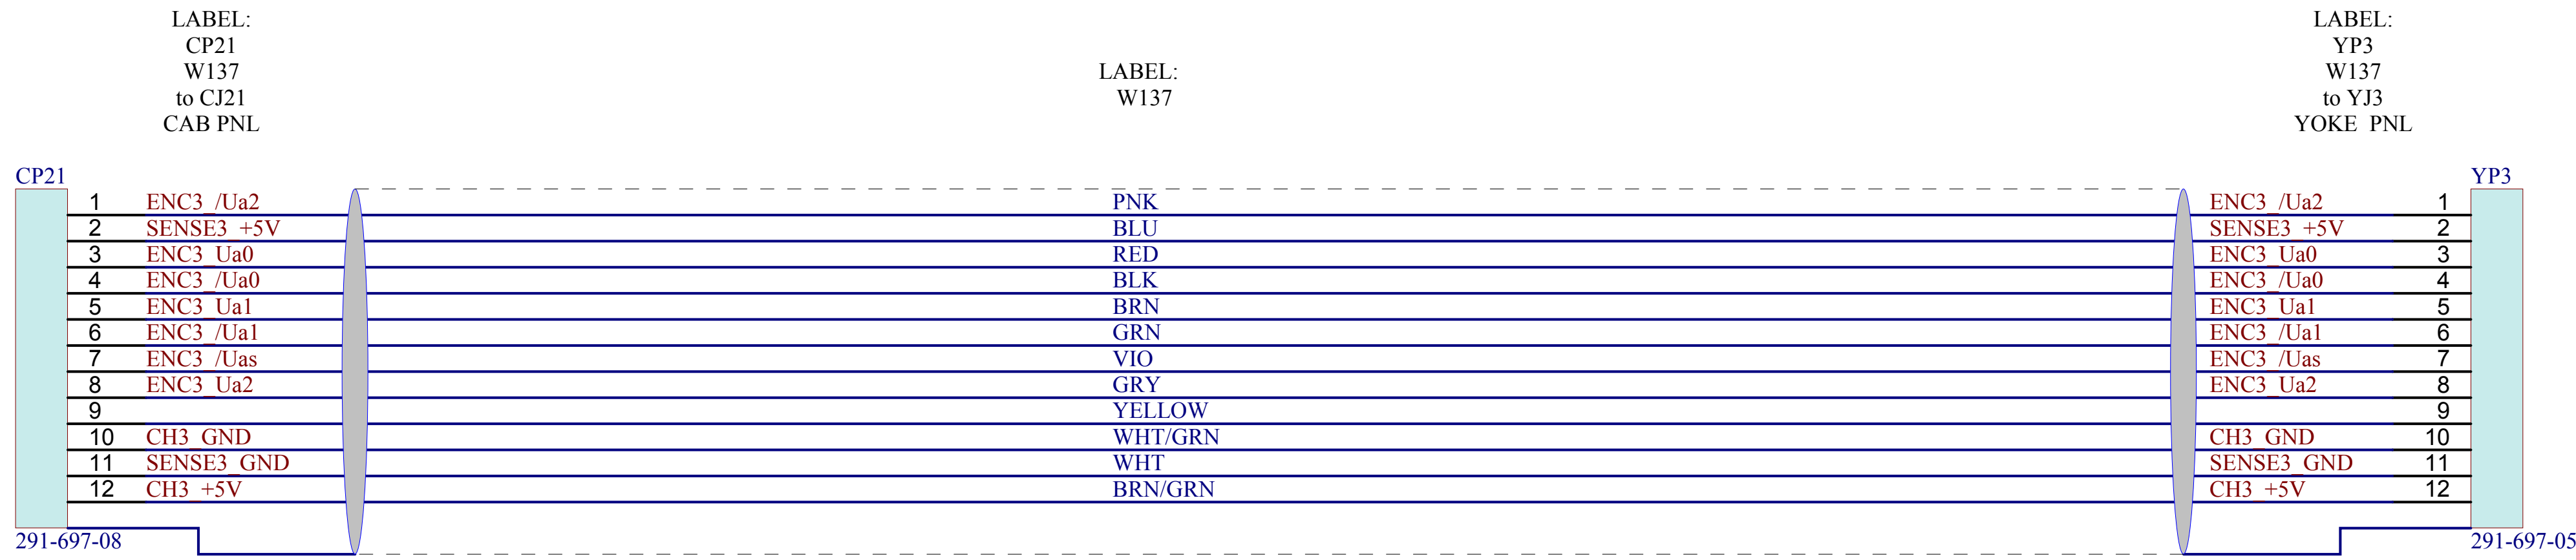 LABEL:
CP21
W137
to CJ21
CAB PNL
LABEL:
W137
LABEL:
YP3
W137
to YJ3
YOKE PNL
CP21
YP3
1 ENC3_/Ua2 PNK ENC3_/Ua2 1
2 SENSE3_+5V BLU SENSE3_+5V 2
3 ENC3_Ua0 RED ENC3_Ua0 3
4 ENC3_/Ua0 BLK ENC3_/Ua0 4
5 ENC3_Ua1 BRN ENC3_Ua1 5
6 ENC3_/Ua1 GRN ENC3_/Ua1 6
7 ENC3_/Uas VIO ENC3_/Uas 7
8 ENC3_Ua2 GRY ENC3_Ua2 8
9 YELLOW 9
10 CH3_GND WHT/GRN CH3_GND 10
11 SENSE3_GND WHT SENSE3_GND 11
12 CH3_+5V BRN/GRN CH3_+5V 12
291-697-08
291-697-05